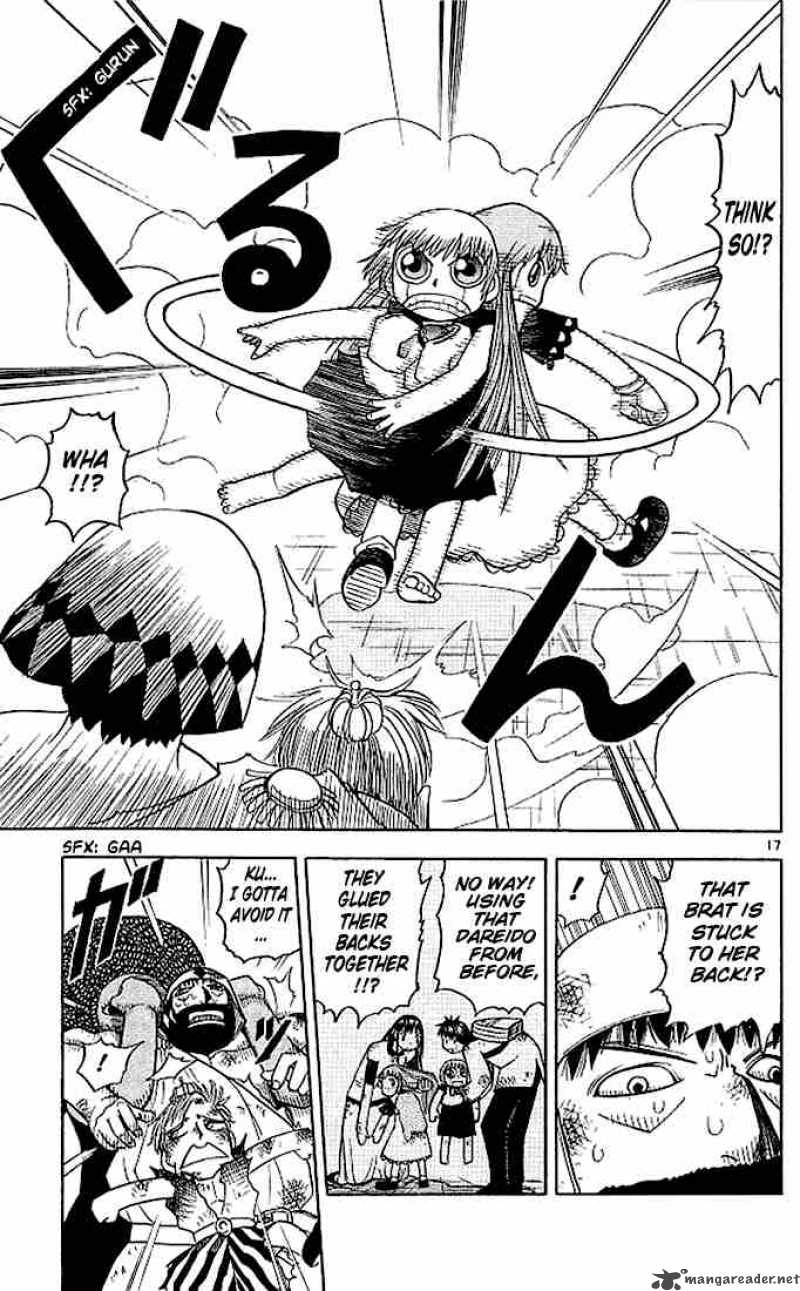 THINK
SO!?
SFX: GURUN
ぐるん
WHA
!!?
17
THAT
BRAT IS
STUCK
TO HER
BACK!?
!
NO WAY!
USING
THAT
DAREIDO
FROM
BEFORE,
THEY
GLUED
THEIR
BACKS
TOGETHER
!!?
SFX: GAA
ガッ
KU...
I GOTTA
AVOID IT
...
!
mangareader.net